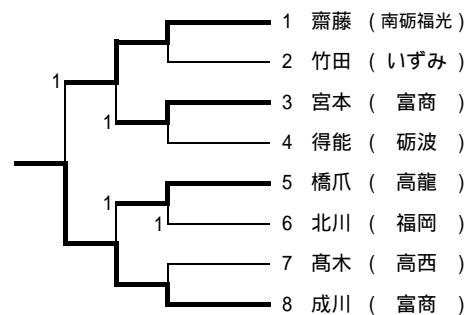 1 齋藤 ( 南砺福光 )
2 竹田 ( いずみ )
1
3 宮本 ( 富商 )
1
4 得能 ( 砺波 )
5 橋爪 ( 高龍 )
1
1
6 北川 ( 福岡 )
7 髙木 ( 高西 )
8 成川 ( 富商 )